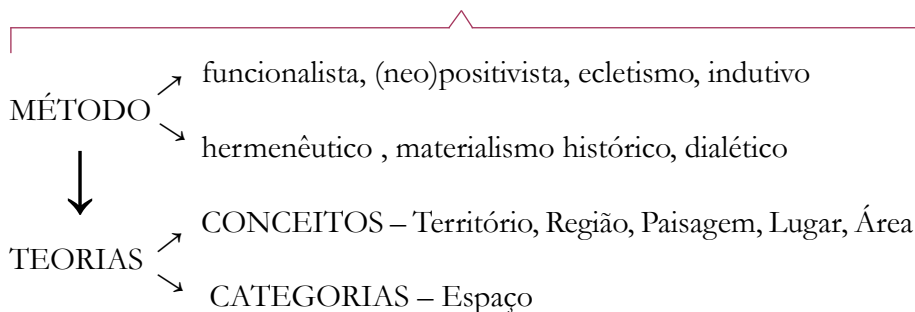 funcionalista, (neo)positivista, ecletismo, indutivo
MÉTODO
hermenêutico , materialismo histórico, dialético
CONCEITOS – Território, Região, Paisagem, Lugar, Área
TEORIAS
CATEGORIAS – Espaço